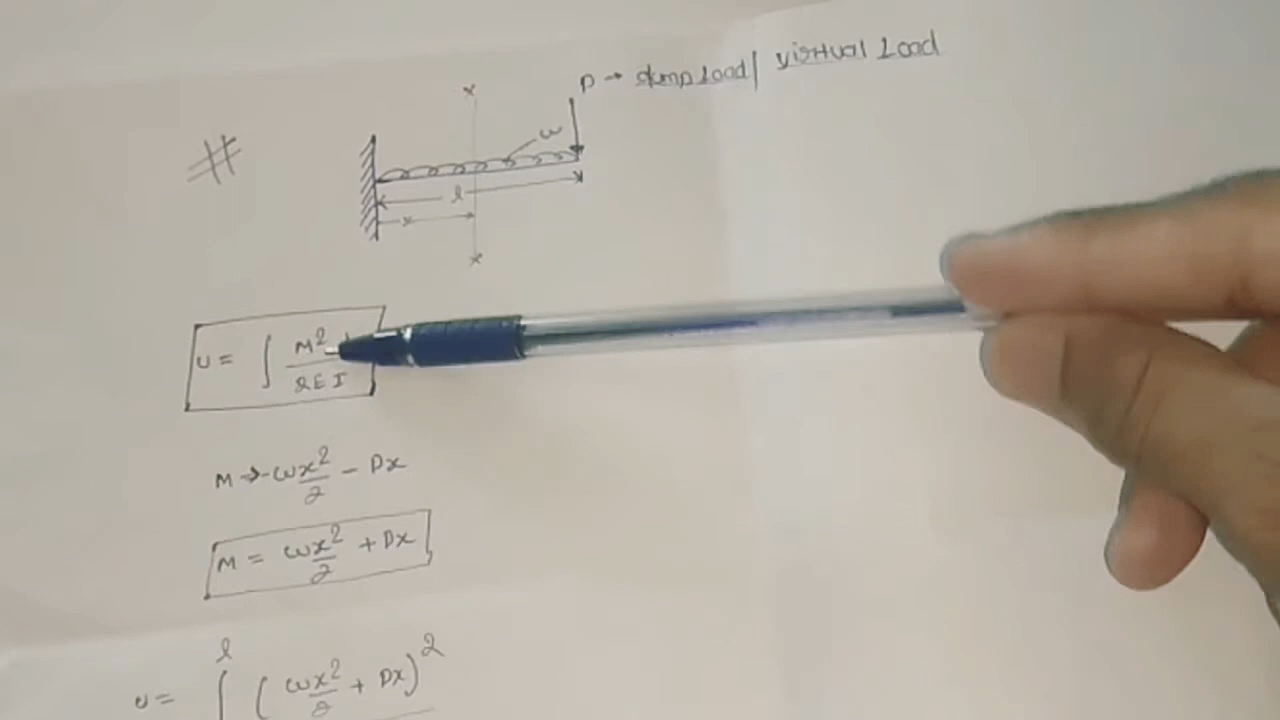 P → dump load / virtual load
#
x
w
l
x
x
U = ∫ M² / 2EI
M → -wx²/2 - Px
M = wx²/2 + Px
U = ∫ˡ (wx²/2 + Px)²